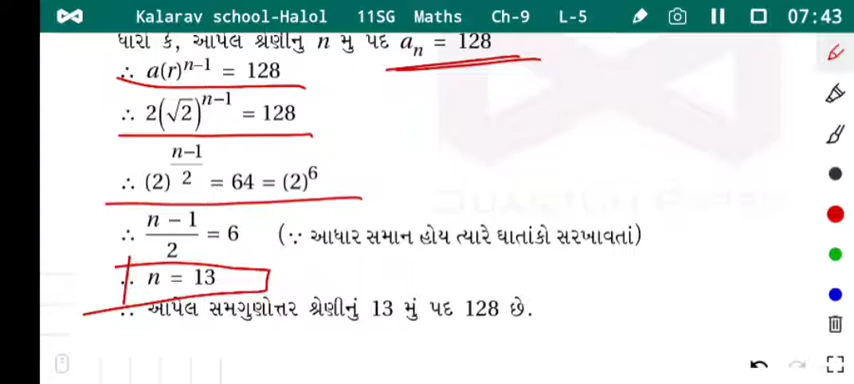 Kalarav school-Halol 11SG Maths Ch-9 L-5 07:43
ધારો કે, આપેલ શ્રેણીનુ n મુ પદ aₙ = 128
∴ a(r)ⁿ⁻¹ = 128
∴ 2(√2)ⁿ⁻¹ = 128
∴ (2)^((n−1)/2) = 64 = (2)⁶
∴ (n − 1)/2 = 6 (∵ આધાર સમાન હોય ત્યારે ઘાતાંકો સરખાવતાં)
∴ n = 13
∴ આપેલ સમગુણોત્તર શ્રેણીનું 13 મું પદ 128 છે.